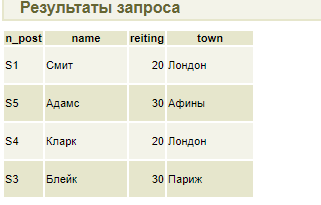 Результаты запроса
n_post name reiting town
S1 Смит 20 Лондон
S5 Адамс 30 Афины
S4 Кларк 20 Лондон
S3 Блейк 30 Париж